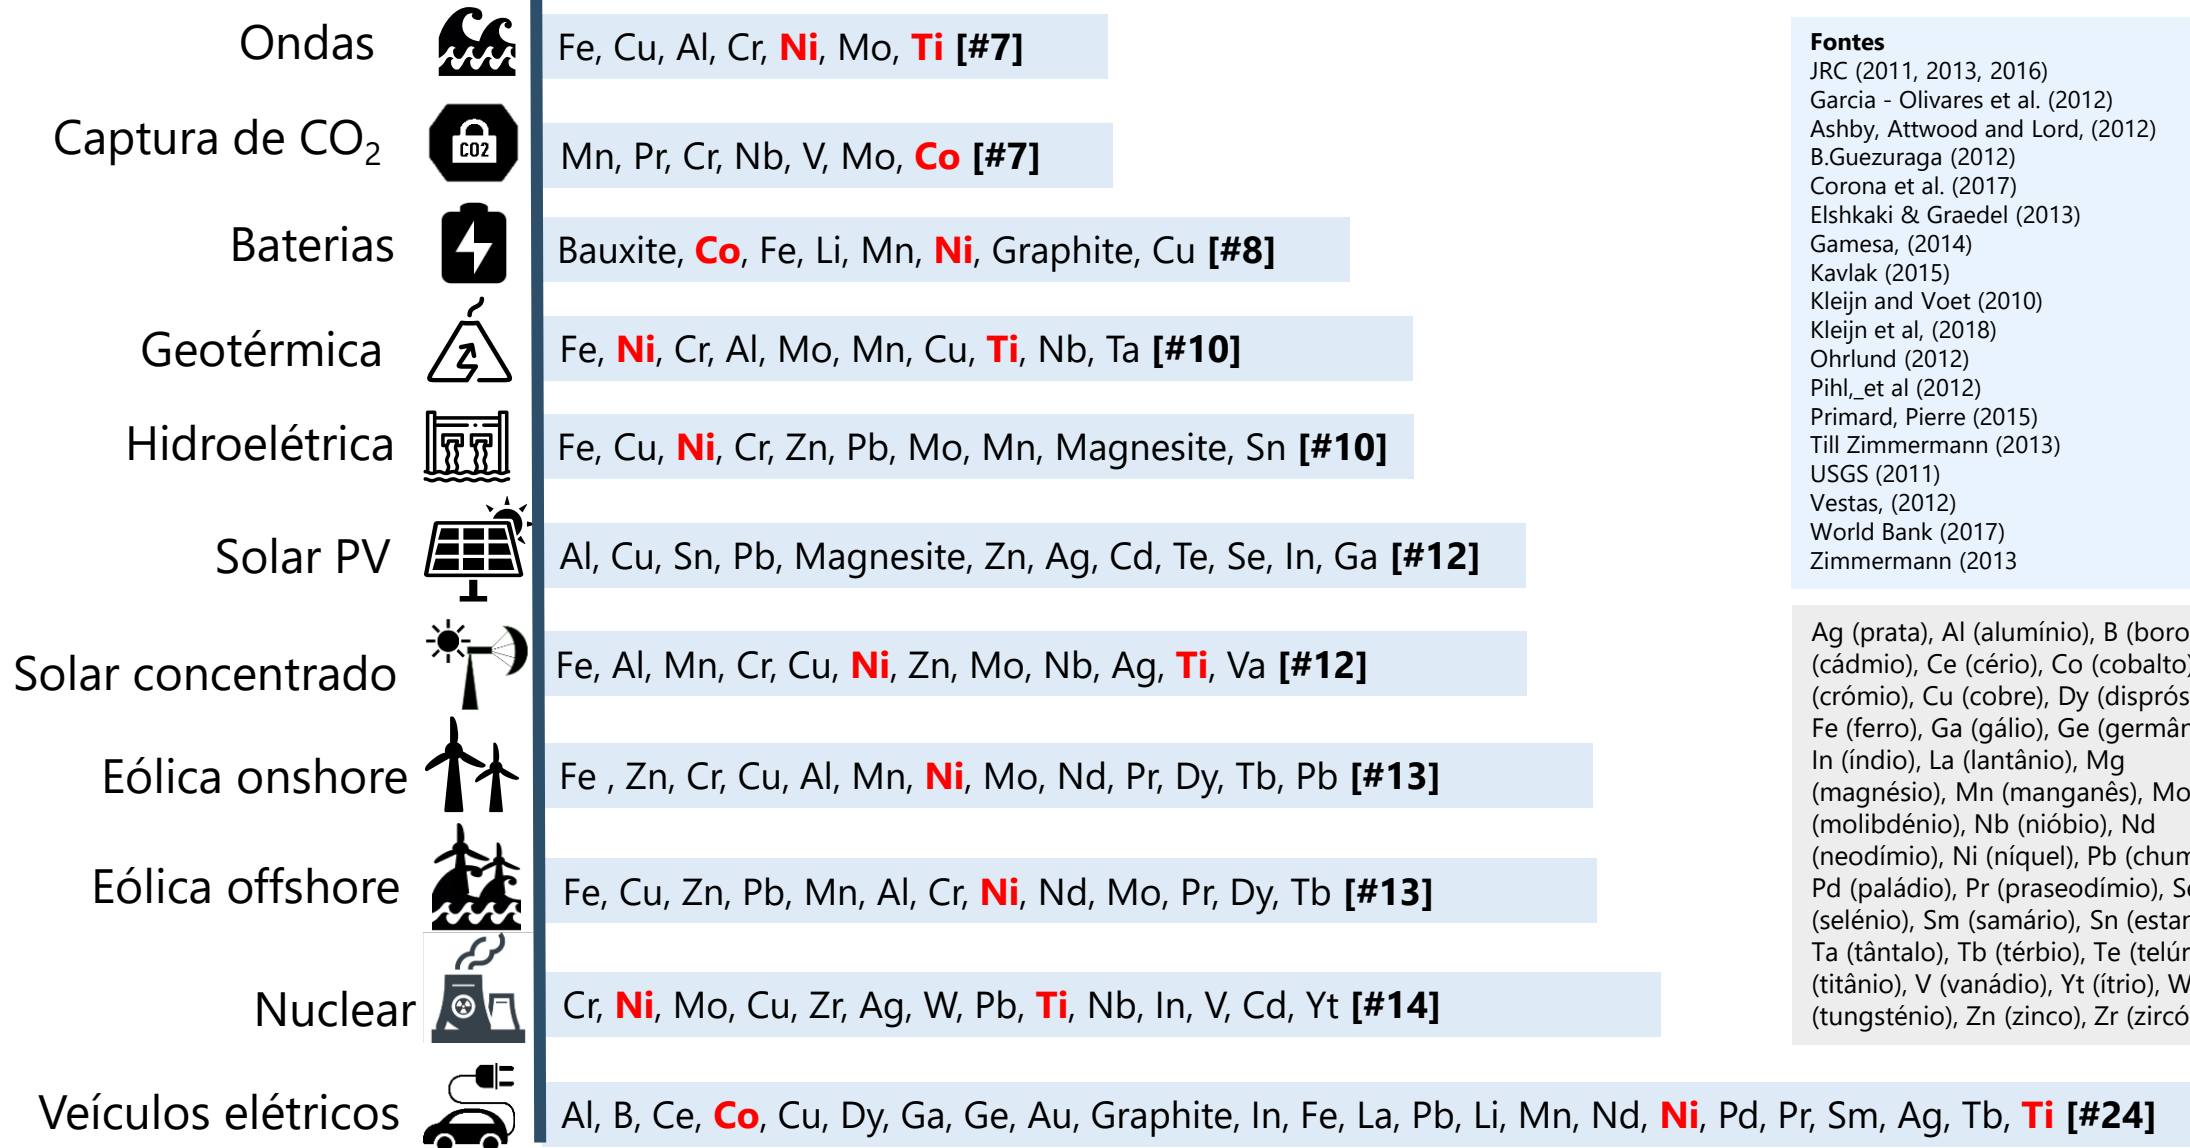 Ondas
Fe, Cu, Al, Cr, Ni, Mo, Ti [#7]
Captura de CO₂
CO2
Mn, Pr, Cr, Nb, V, Mo, Co [#7]
Baterias
Bauxite, Co, Fe, Li, Mn, Ni, Graphite, Cu [#8]
Geotérmica
Fe, Ni, Cr, Al, Mo, Mn, Cu, Ti, Nb, Ta [#10]
Hidroelétrica
Fe, Cu, Ni, Cr, Zn, Pb, Mo, Mn, Magnesite, Sn [#10]
Solar PV
Al, Cu, Sn, Pb, Magnesite, Zn, Ag, Cd, Te, Se, In, Ga [#12]
Solar concentrado
Fe, Al, Mn, Cr, Cu, Ni, Zn, Mo, Nb, Ag, Ti, Va [#12]
Eólica onshore
Fe , Zn, Cr, Cu, Al, Mn, Ni, Mo, Nd, Pr, Dy, Tb, Pb [#13]
Eólica offshore
Fe, Cu, Zn, Pb, Mn, Al, Cr, Ni, Nd, Mo, Pr, Dy, Tb [#13]
Nuclear
Cr, Ni, Mo, Cu, Zr, Ag, W, Pb, Ti, Nb, In, V, Cd, Yt [#14]
Veículos elétricos
Al, B, Ce, Co, Cu, Dy, Ga, Ge, Au, Graphite, In, Fe, La, Pb, Li, Mn, Nd, Ni, Pd, Pr, Sm, Ag, Tb, Ti [#24]
Fontes
JRC (2011, 2013, 2016)
Garcia - Olivares et al. (2012)
Ashby, Attwood and Lord, (2012)
B.Guezuraga (2012)
Corona et al. (2017)
Elshkaki & Graedel (2013)
Gamesa, (2014)
Kavlak (2015)
Kleijn and Voet (2010)
Kleijn et al, (2018)
Ohrlund (2012)
Pihl,_et al (2012)
Primard, Pierre (2015)
Till Zimmermann (2013)
USGS (2011)
Vestas, (2012)
World Bank (2017)
Zimmermann (2013
Ag (prata), Al (alumínio), B (boro
(cádmio), Ce (cério), Co (cobalto)
(crómio), Cu (cobre), Dy (disprós
Fe (ferro), Ga (gálio), Ge (germân
In (índio), La (lantânio), Mg
(magnésio), Mn (manganês), Mo
(molibdénio), Nb (nióbio), Nd
(neodímio), Ni (níquel), Pb (chum
Pd (paládio), Pr (praseodímio), Se
(selénio), Sm (samário), Sn (estan
Ta (tântalo), Tb (térbio), Te (telúr
(titânio), V (vanádio), Yt (ítrio), W
(tungsténio), Zn (zinco), Zr (zircó